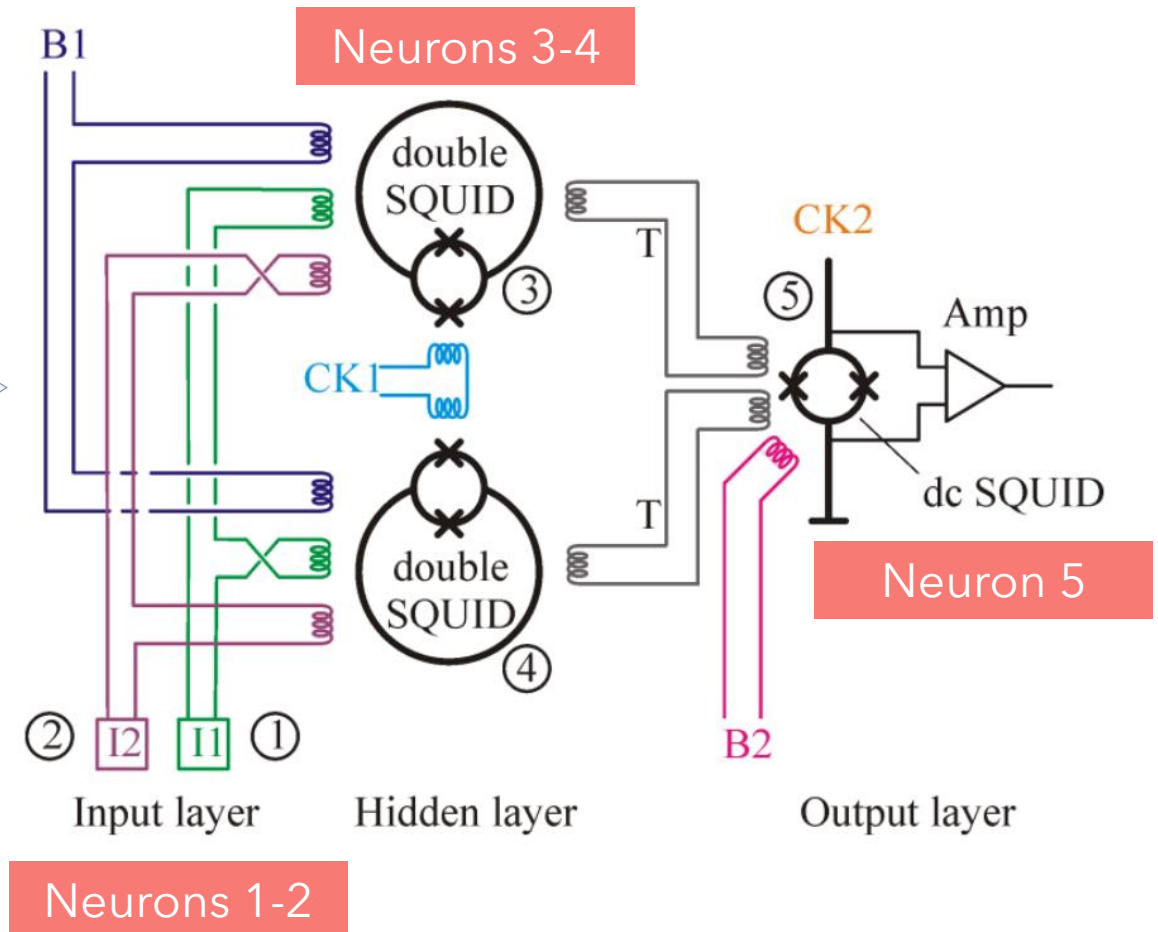 B1
Neurons 3-4
double
SQUID
3
CK1
double
SQUID
4
T
T
CK2
5
Amp
dc SQUID
Neuron 5
B2
2
I2
I1
1
Input layer
Hidden layer
Output layer
Neurons 1-2